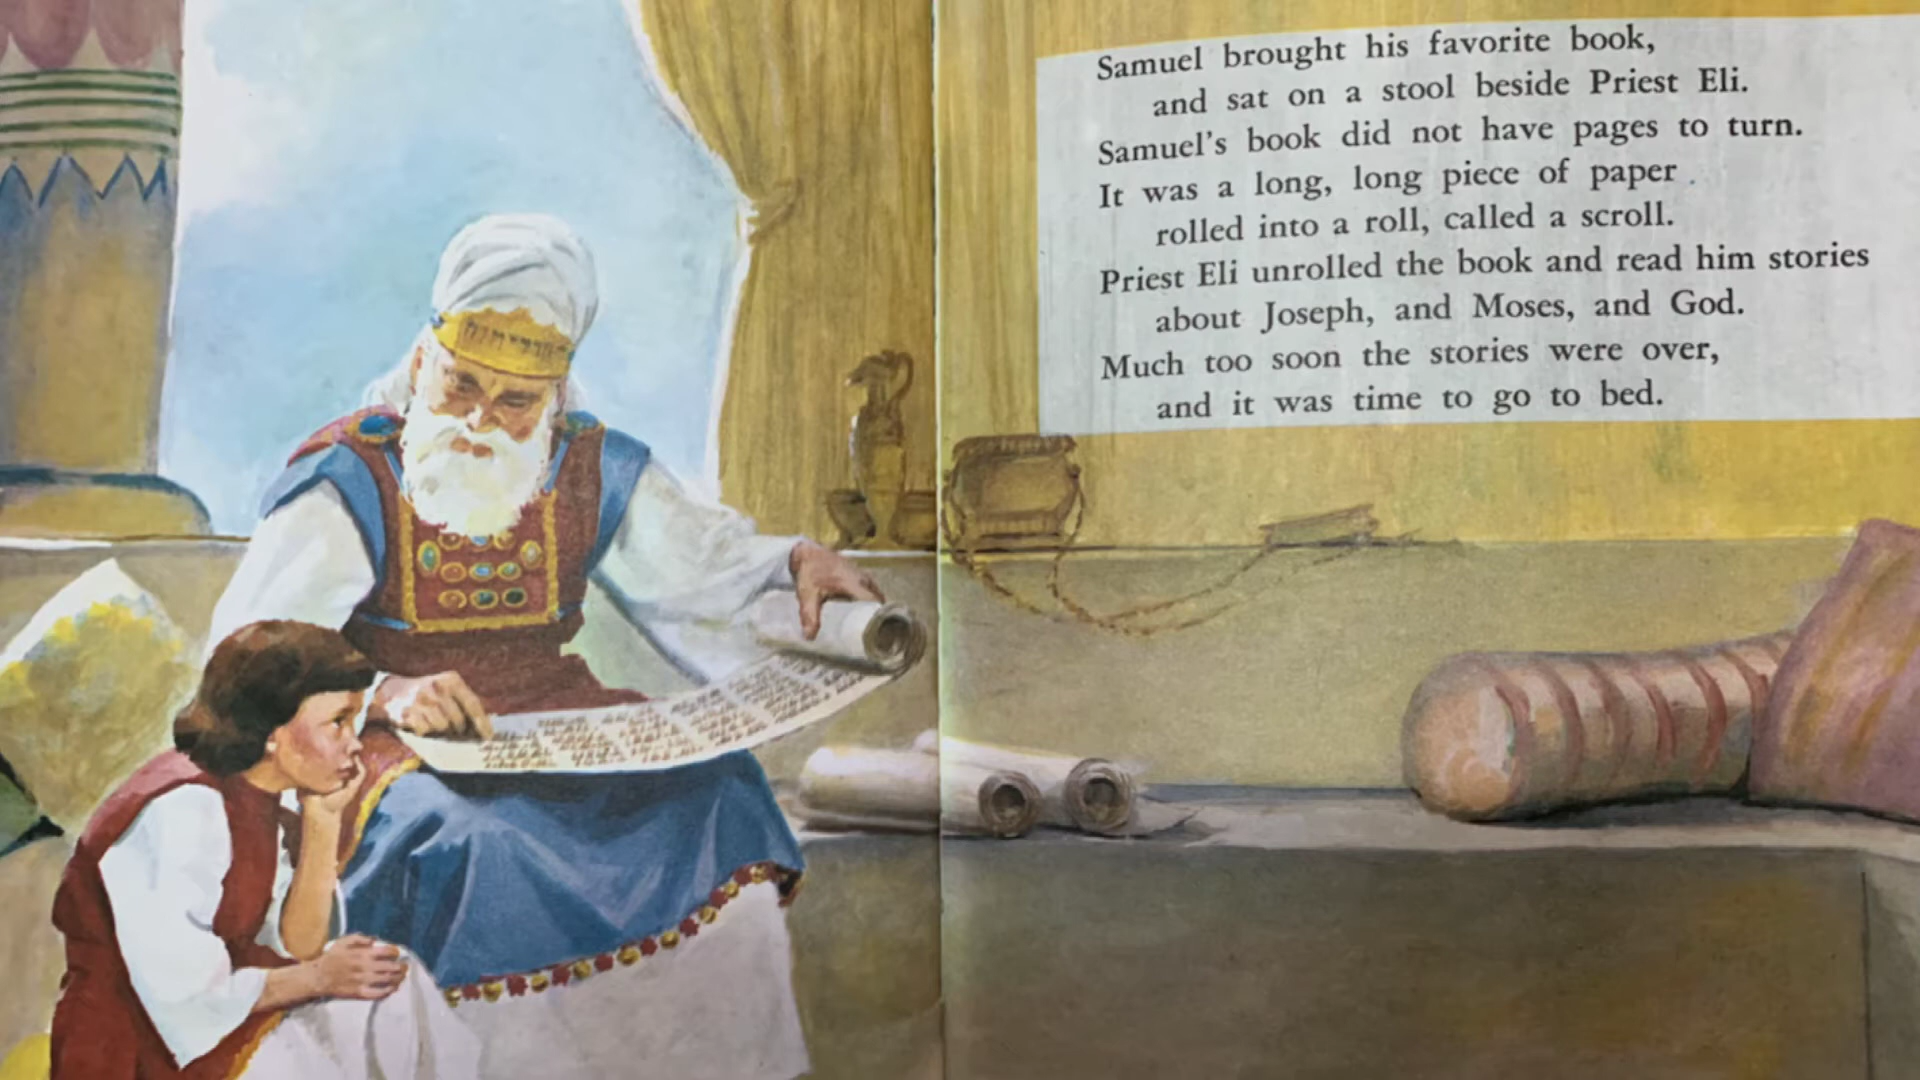 Samuel brought his favorite book,
and sat on a stool beside Priest Eli.
Samuel's book did not have pages to turn.
It was a long, long piece of paper
rolled into a roll, called a scroll.
Priest Eli unrolled the book and read him stories
about Joseph, and Moses, and God.
Much too soon the stories were over,
and it was time to go to bed.